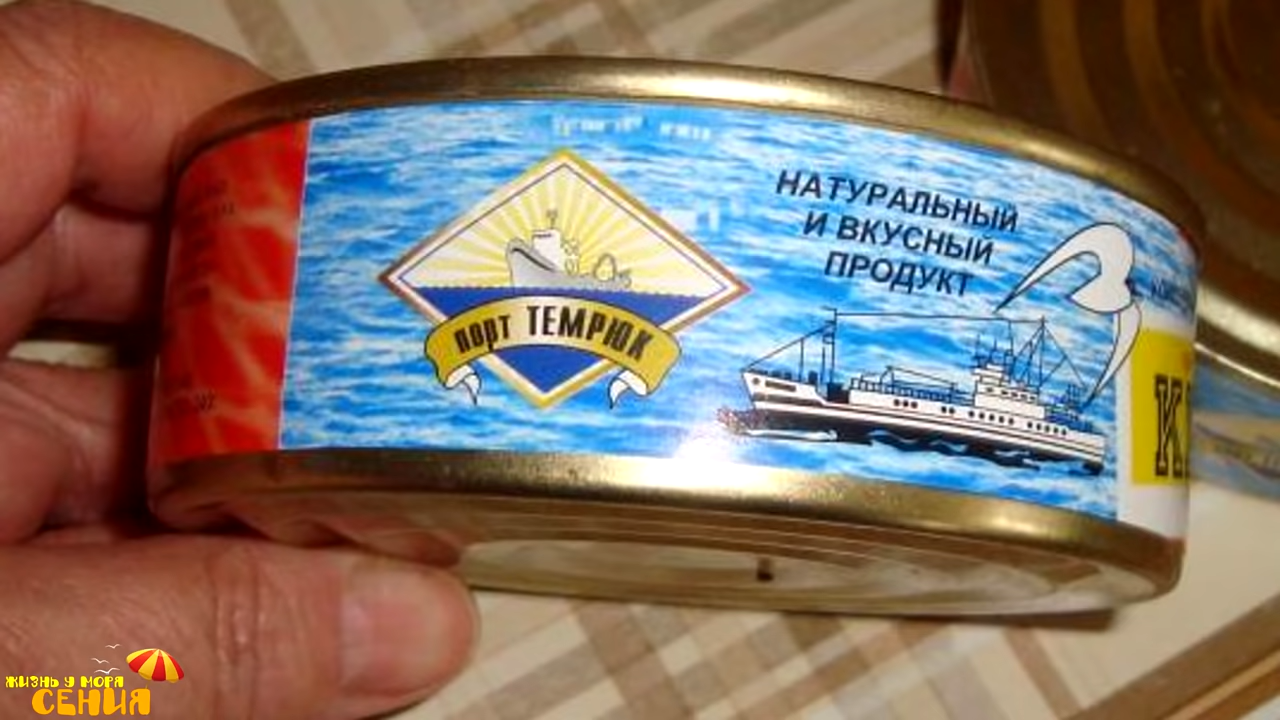 порт ТЕМРЮК
НАТУРАЛЬНЫЙ
И ВКУСНЫЙ
ПРОДУКТ
ЖИЗНЬ У МОРЯ
СЕНИЯ